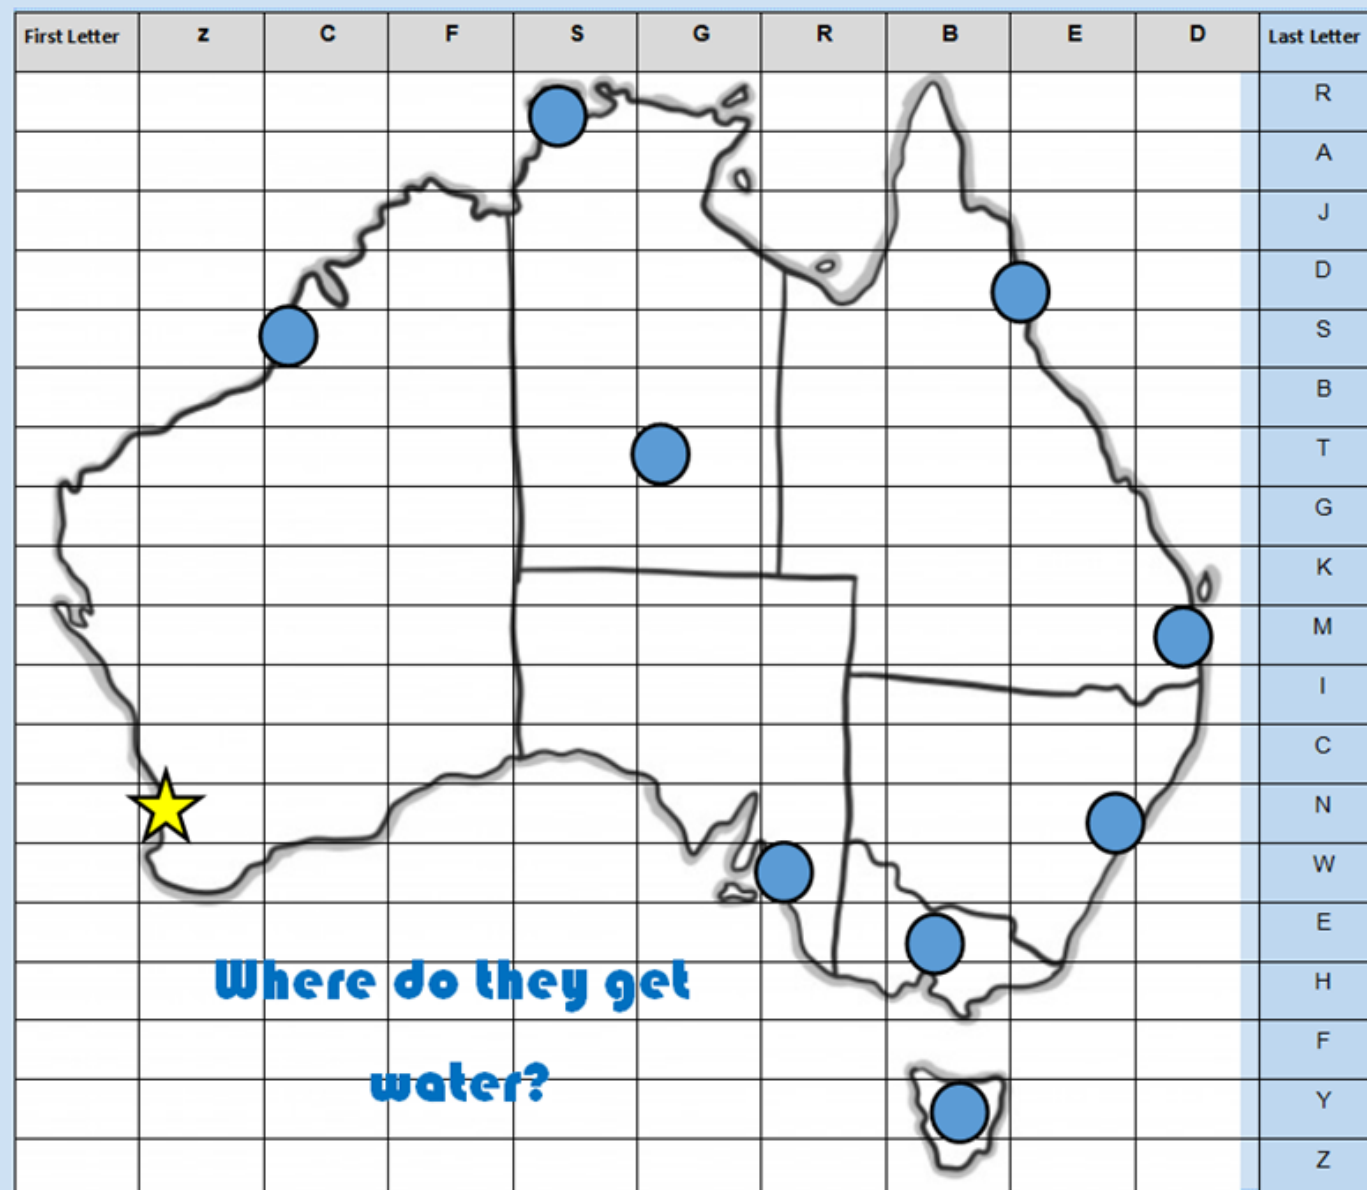 First Letter z C F S G R B E D Last Letter
R
A
J
D
S
B
T
G
K
M
I
C
N
W
E
H
Where do they get
F
water?
Y
Z